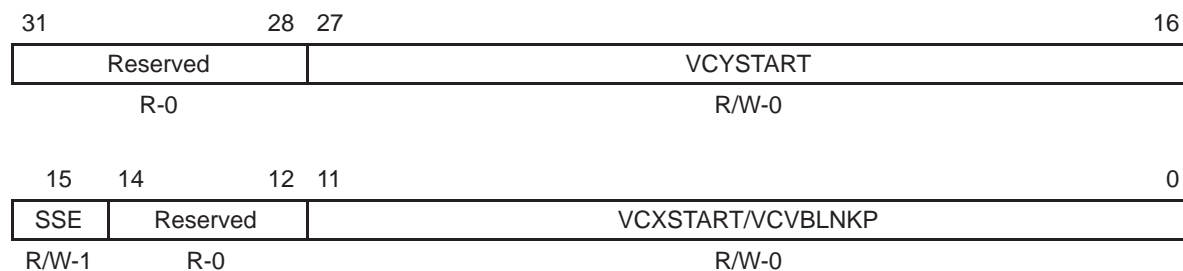 31 28 27 16
Reserved VCYSTART
R-0 R/W-0
15 14 12 11 0
SSE Reserved VCXSTART/VCVBLNKP
R/W-1 R-0 R/W-0